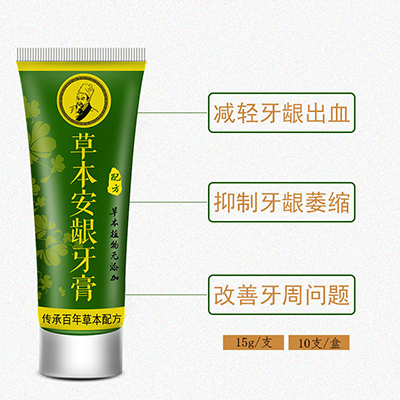 草本安龈牙膏
配方
草本植物无添加
传承百年草本配方
减轻牙龈出血
抑制牙龈萎缩
改善牙周问题
15g/支
10支/盒